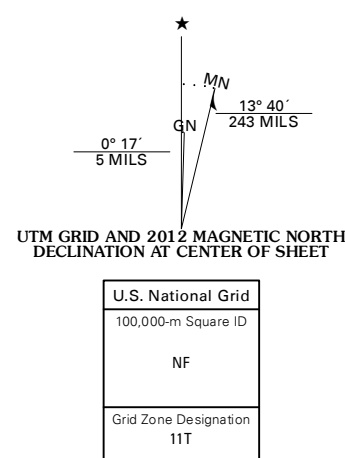 ★
MN
GN
13° 40´
243 MILS
0° 17´
5 MILS
UTM GRID AND 2012 MAGNETIC NORTH
DECLINATION AT CENTER OF SHEET
U.S. National Grid
100,000-m Square ID
NF
Grid Zone Designation
11T